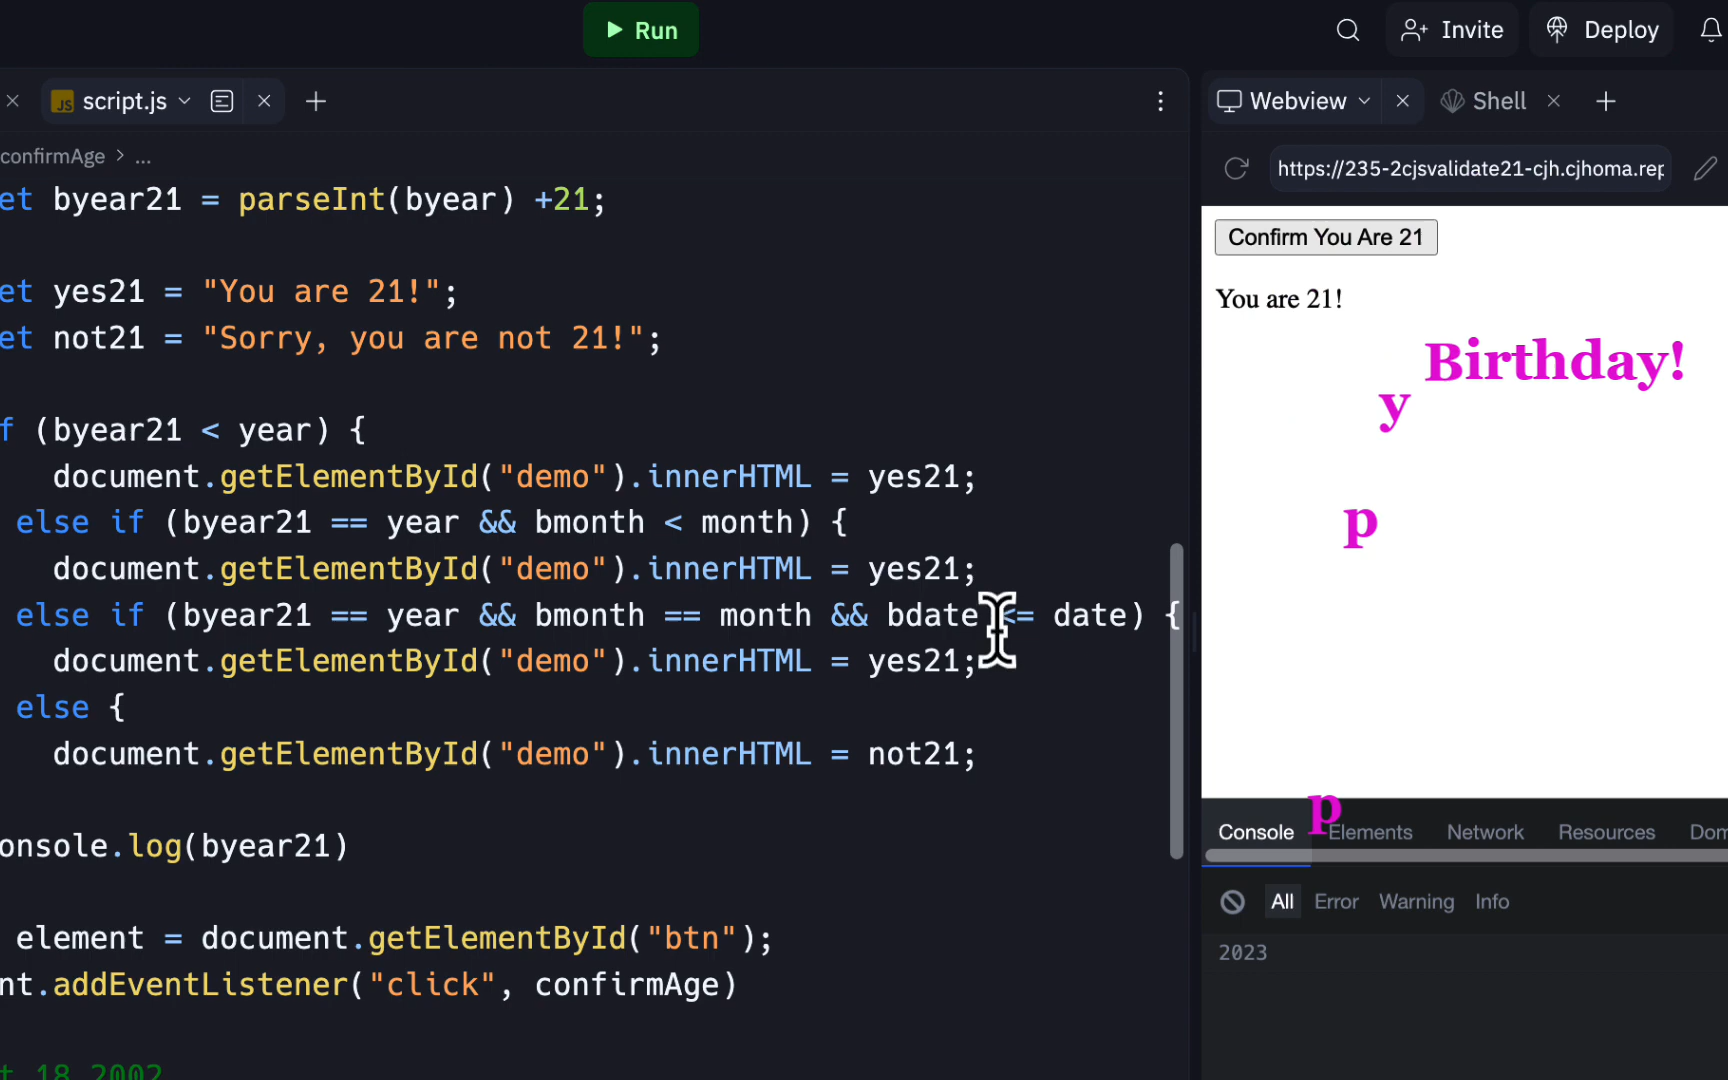 Run
Invite
Deploy
script.js
Webview
Shell
confirmAge > ...
https://235-2cjsvalidate21-cjh.cjhoma.rep
et byear21 = parseInt(byear) +21;
et yes21 = "You are 21!";
et not21 = "Sorry, you are not 21!";
f (byear21 < year) {
document.getElementById("demo").innerHTML = yes21;
else if (byear21 == year && bmonth < month) {
document.getElementById("demo").innerHTML = yes21;
else if (byear21 == year && bmonth == month && bdate <= date) {
document.getElementById("demo").innerHTML = yes21;
else {
document.getElementById("demo").innerHTML = not21;
onsole.log(byear21)
element = document.getElementById("btn");
nt.addEventListener("click", confirmAge)
t 18 2002
Confirm You Are 21
You are 21!
Birthday!
y
p
p
Console
Elements
Network
Resources
Dom
All
Error
Warning
Info
2023